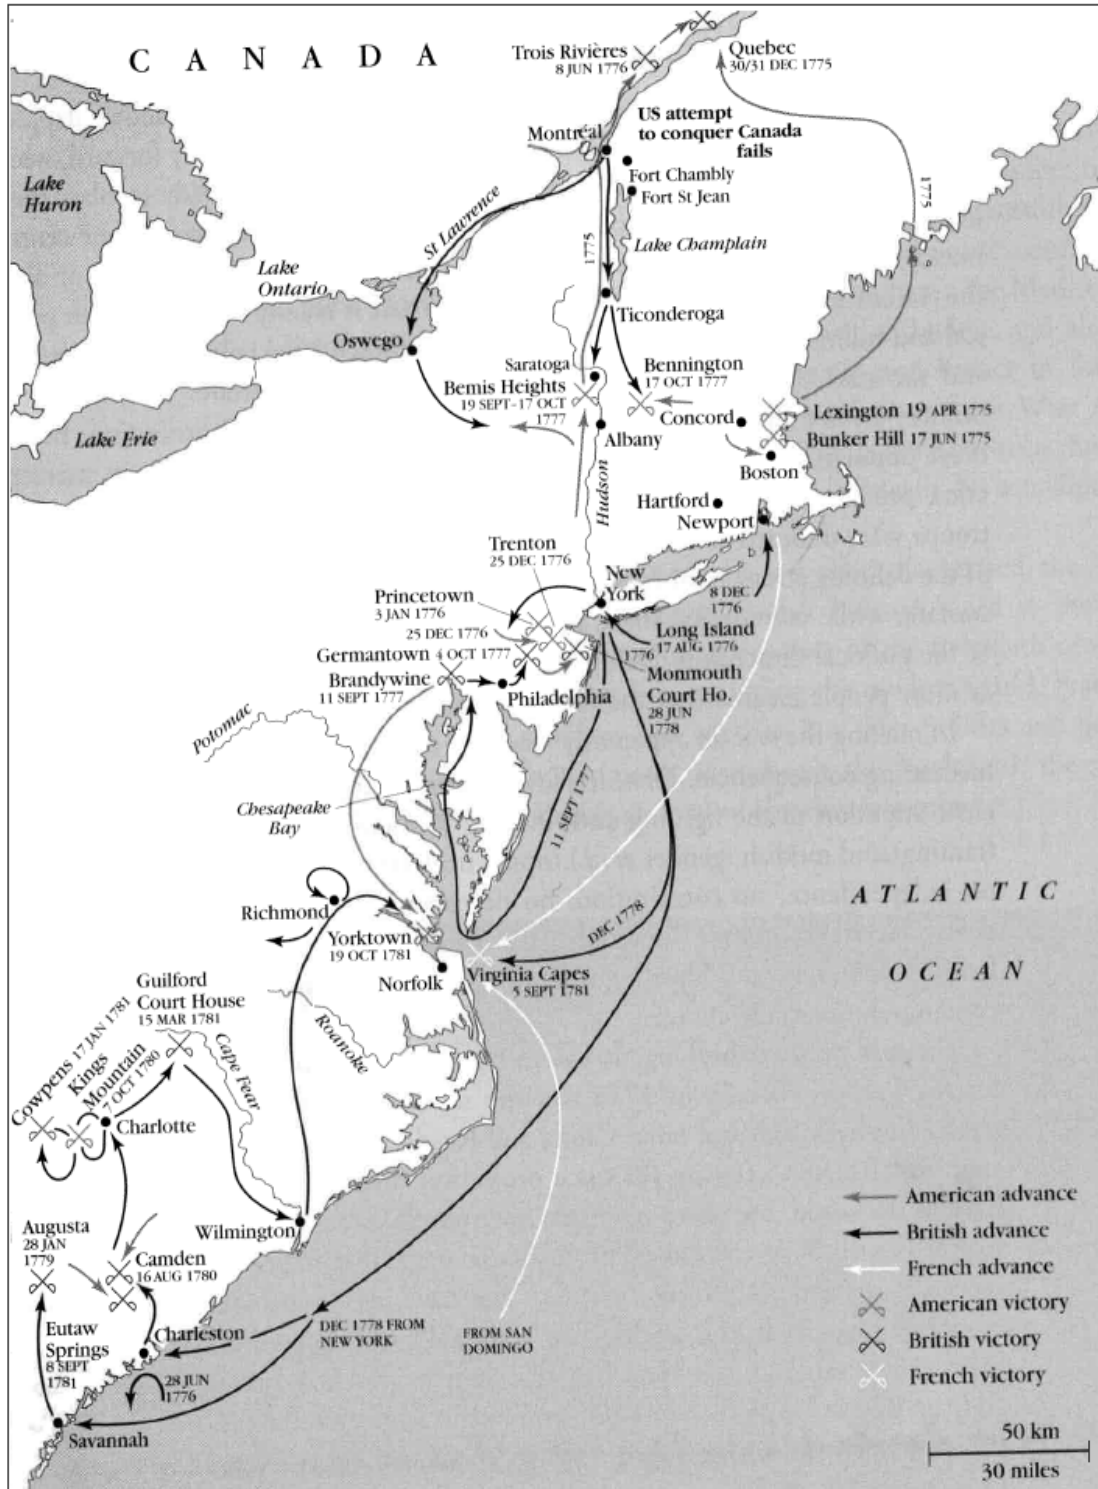 CANADA
Trois Rivières
8 JUN 1776
Quebec
30/31 DEC 1775
US attempt
to conquer Canada
fails
Montréal
Fort Chambly
Fort St Jean
Lake
Huron
St Lawrence
1775
1775
Lake Champlain
Lake
Ontario
Ticonderoga
Oswego
Saratoga
Bemis Heights
19 SEPT–17 OCT
1777
Bennington
17 OCT 1777
Concord
Lexington 19 APR 1775
Bunker Hill 17 JUN 1775
Lake Erie
Albany
Boston
Hudson
Hartford
Newport
Trenton
25 DEC 1776
New
York
8 DEC
1776
Princetown
3 JAN 1776
25 DEC 1776
Long Island
17 AUG 1776
1776
Germantown 4 OCT 1777
Brandywine
11 SEPT 1777
Philadelphia
Monmouth
Court Ho.
28 JUN
1778
Potomac
Chesapeake
Bay
11 SEPT 1777
ATLANTIC
OCEAN
Richmond
DEC 1778
Yorktown
19 OCT 1781
Norfolk
Virginia Capes
5 SEPT 1781
Guilford
Court House
15 MAR 1781
Roanoke
Cape Fear
Cowpens 17 JAN 1781
Kings
Mountain
7 OCT 1780
Charlotte
Wilmington
Augusta
28 JAN
1779
Camden
16 AUG 1780
Eutaw
Springs
8 SEPT
1781
Charleston
DEC 1778 FROM
NEW YORK
FROM SAN
DOMINGO
28 JUN
1776
Savannah
American advance
British advance
French advance
American victory
British victory
French victory
50 km
30 miles